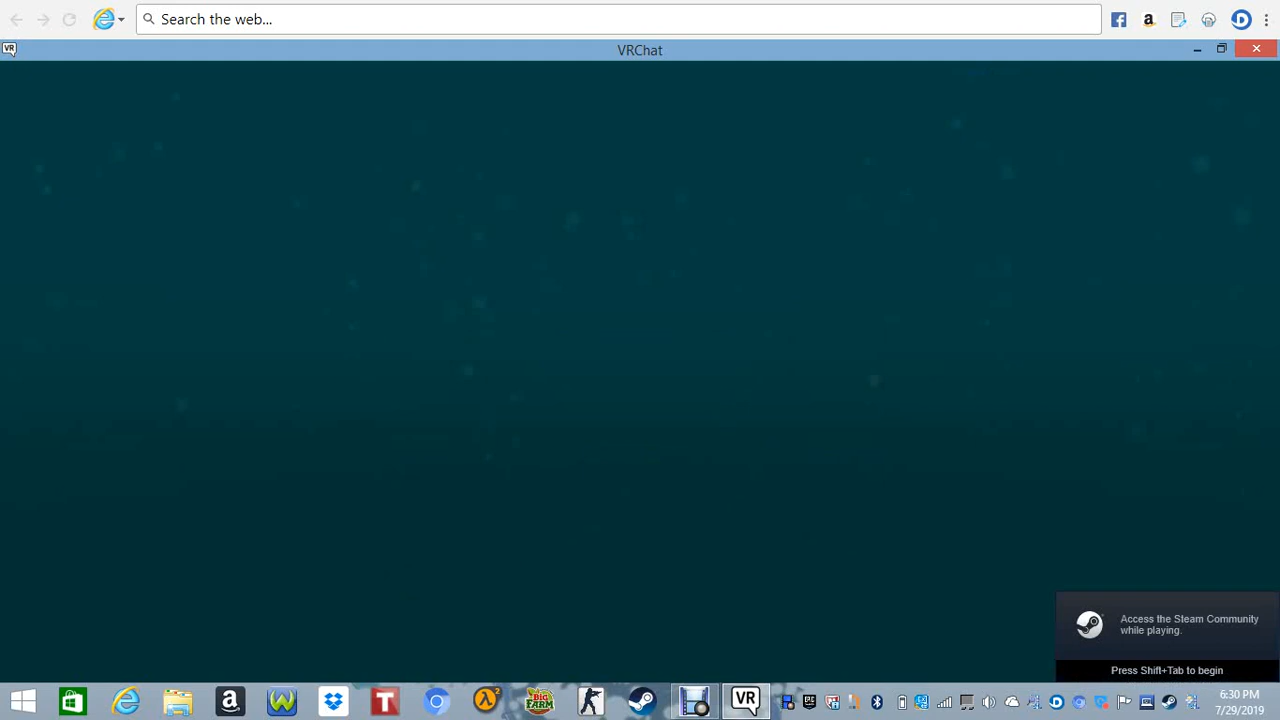 Search the web...
VRChat
Access the Steam Community
while playing.
Press Shift+Tab to begin
6:30 PM
7/29/2019